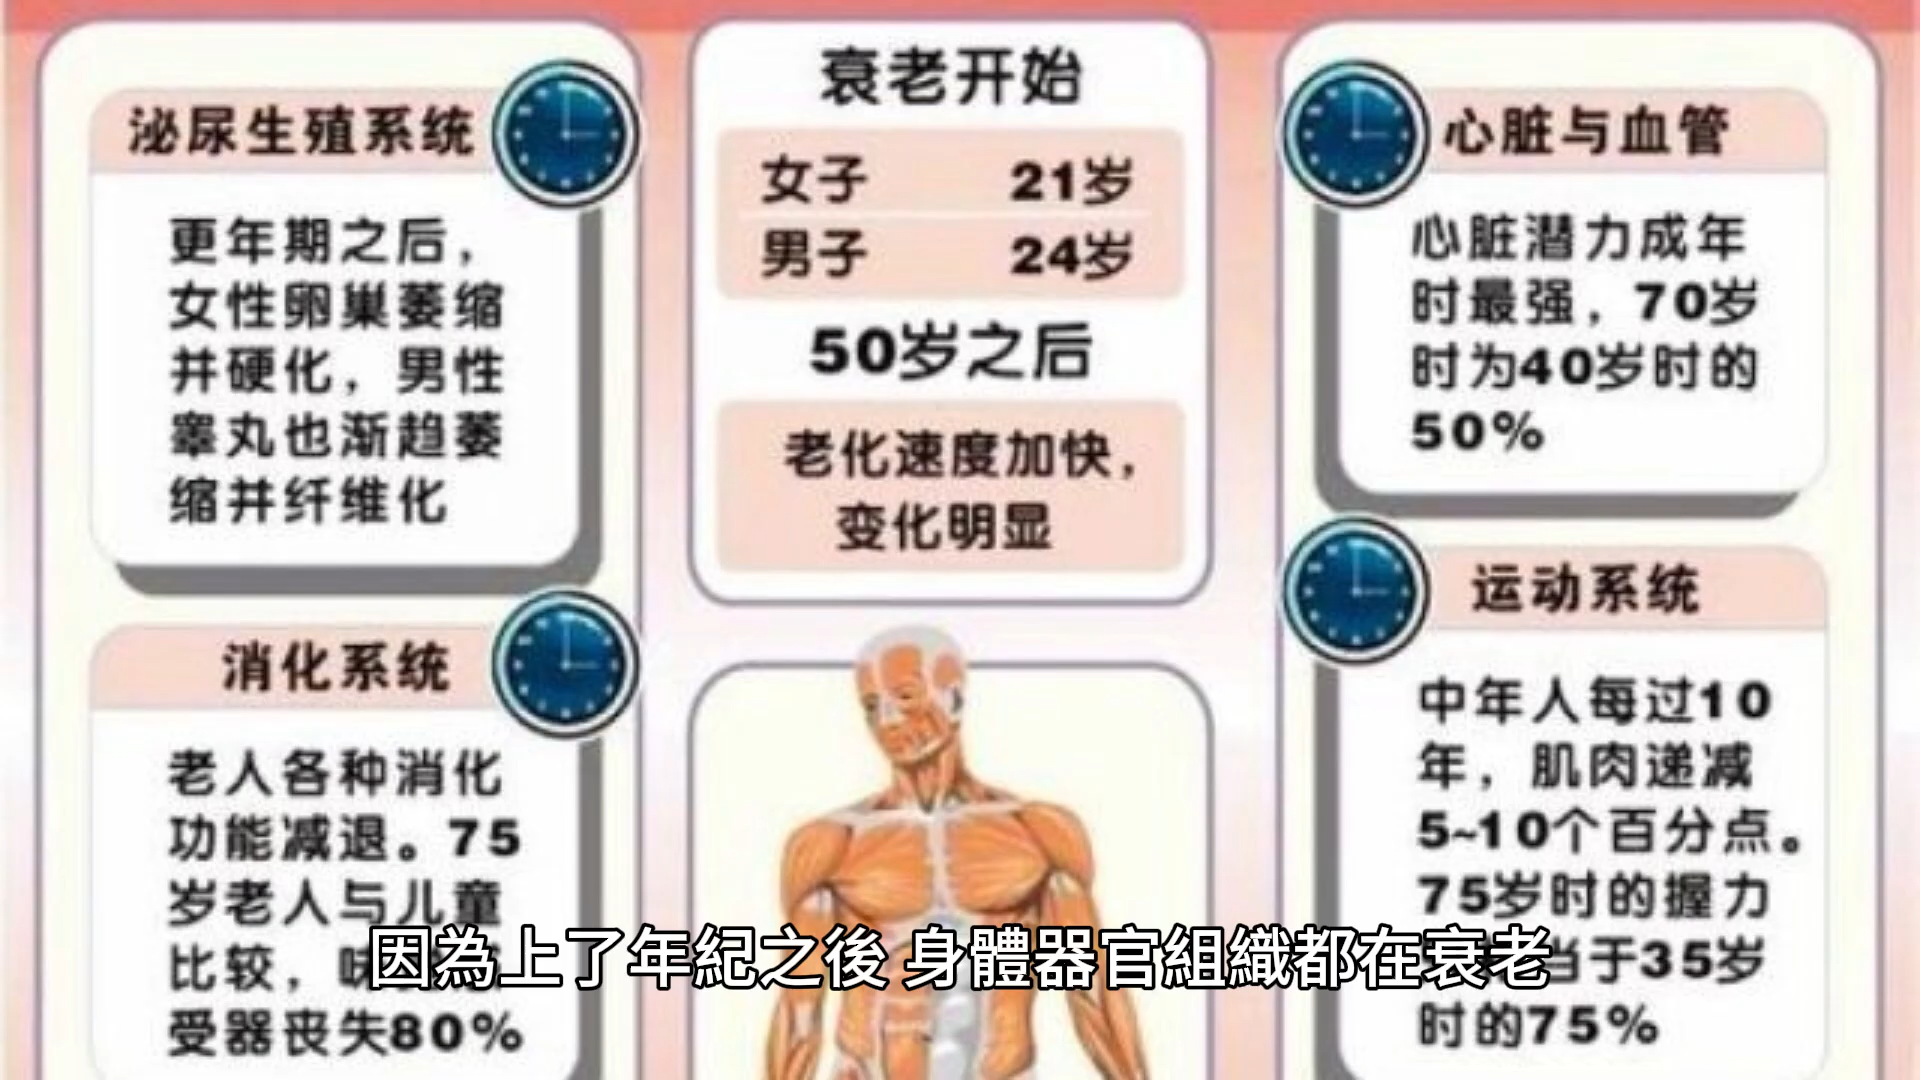 泌尿生殖系统
更年期之后，
女性卵巢萎缩
并硬化，男性
睾丸也渐趋萎
缩并纤维化
消化系统
老人各种消化
功能减退。75
岁老人与儿童
比较，味
受器丧失80%
衰老开始
女子 21岁
男子 24岁
50岁之后
老化速度加快，
变化明显
心脏与血管
心脏潜力成年
时最强，70岁
时为40岁时的
50%
运动系统
中年人每过10
年，肌肉递减
5~10个百分点。
75岁时的握力
当于35岁
时的75%
因為上了年紀之後 身體器官組織都在衰老